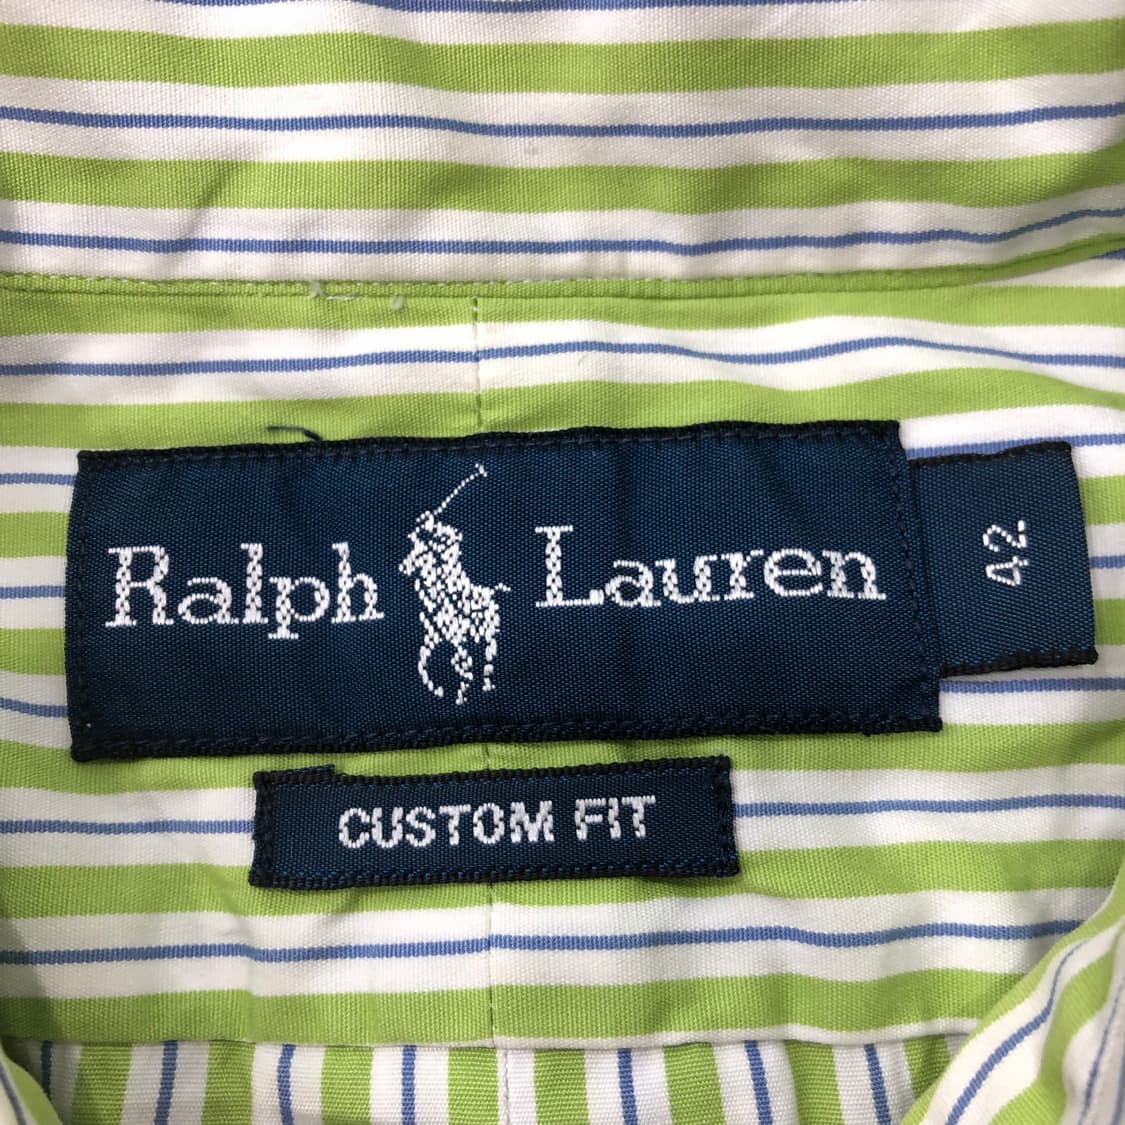 Ralph Lauren
42
CUSTOM FIT